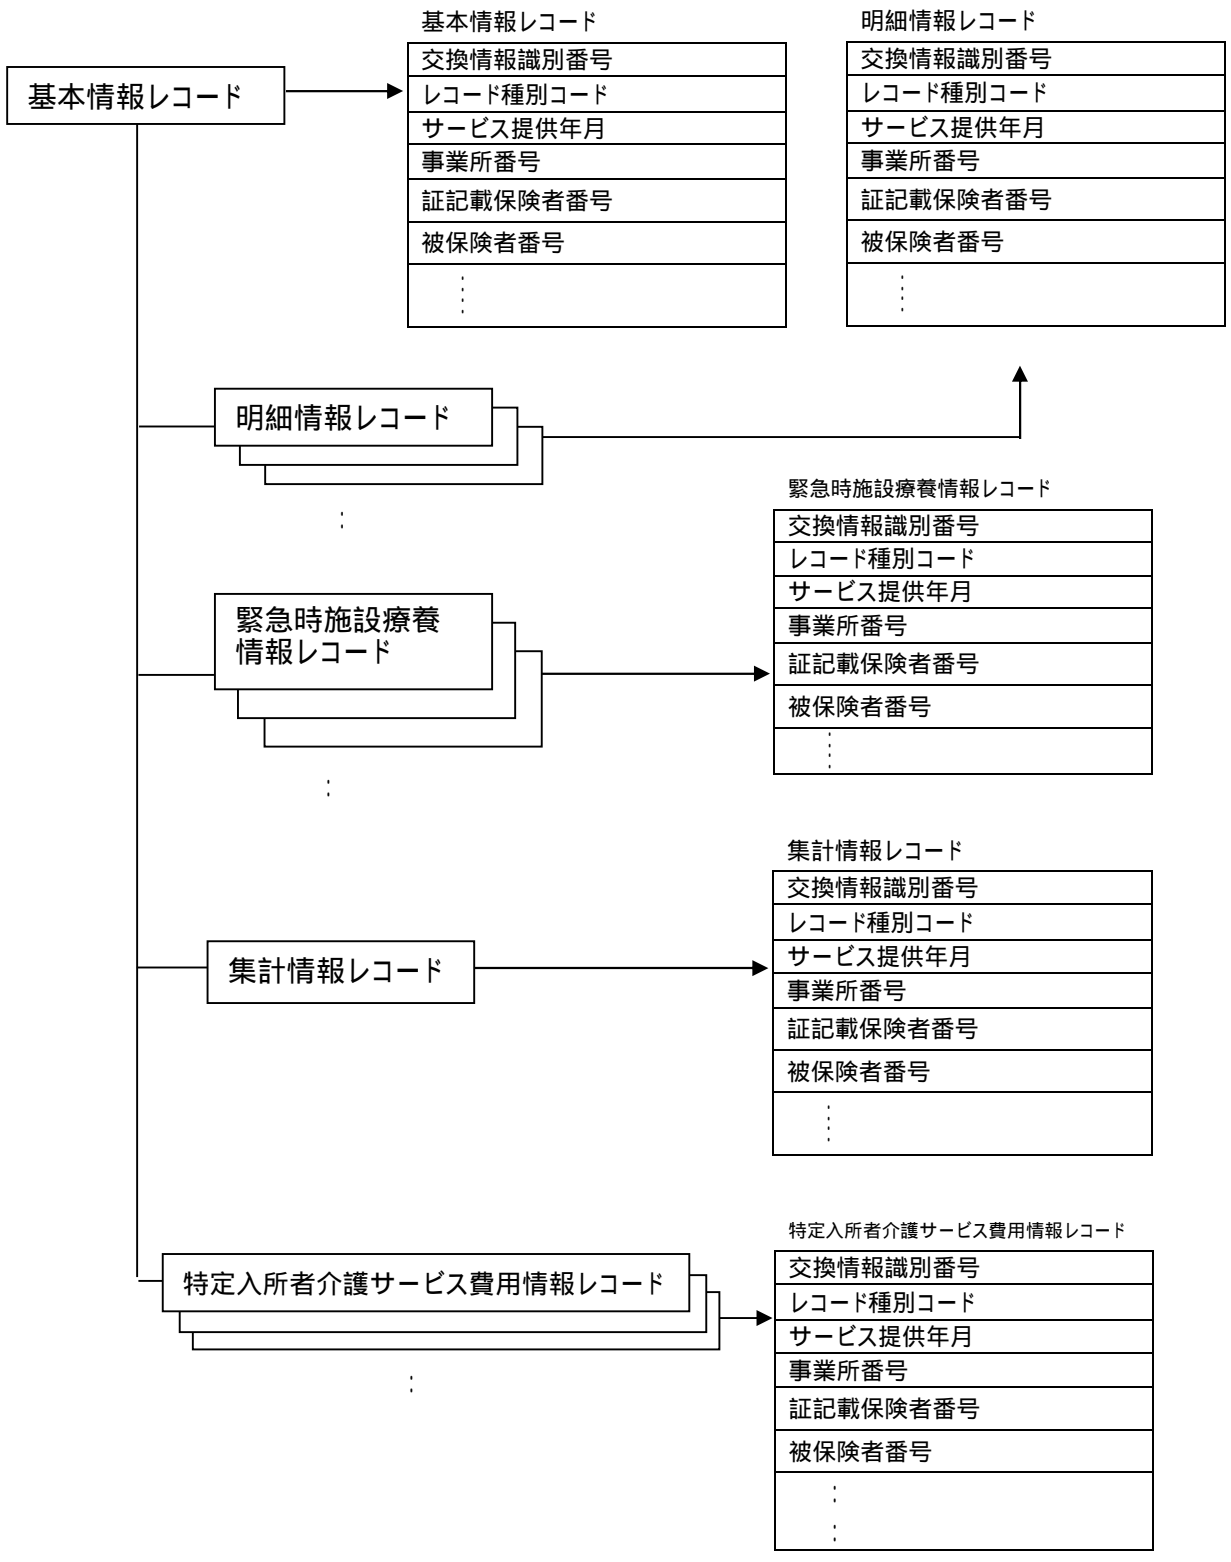 基本情報レコード
基本情報レコード
交換情報識別番号
レコード種別コード
サービス提供年月
事業所番号
証記載保険者番号
被保険者番号
明細情報レコード
交換情報識別番号
レコード種別コード
サービス提供年月
事業所番号
証記載保険者番号
被保険者番号
明細情報レコード
緊急時施設療養情報レコード
交換情報識別番号
レコード種別コード
サービス提供年月
事業所番号
証記載保険者番号
被保険者番号
緊急時施設療養
情報レコード
集計情報レコード
交換情報識別番号
レコード種別コード
サービス提供年月
事業所番号
証記載保険者番号
被保険者番号
集計情報レコード
特定入所者介護サービス費用情報レコード
交換情報識別番号
レコード種別コード
サービス提供年月
事業所番号
証記載保険者番号
被保険者番号
特定入所者介護サービス費用情報レコード